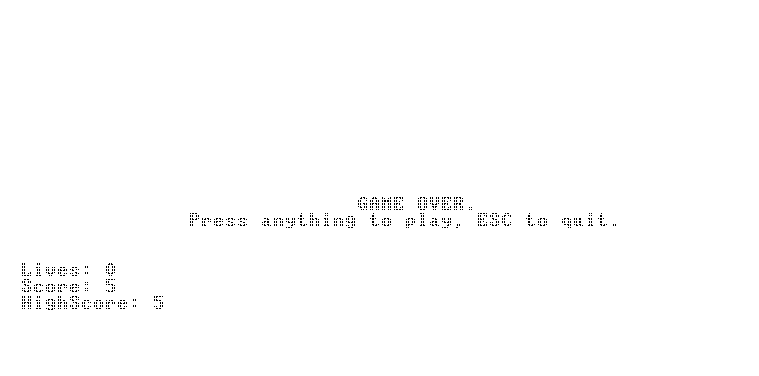 GAME OVER.
Press anything to play, ESC to quit.
Lives: 0
Score: 5
HighScore: 5